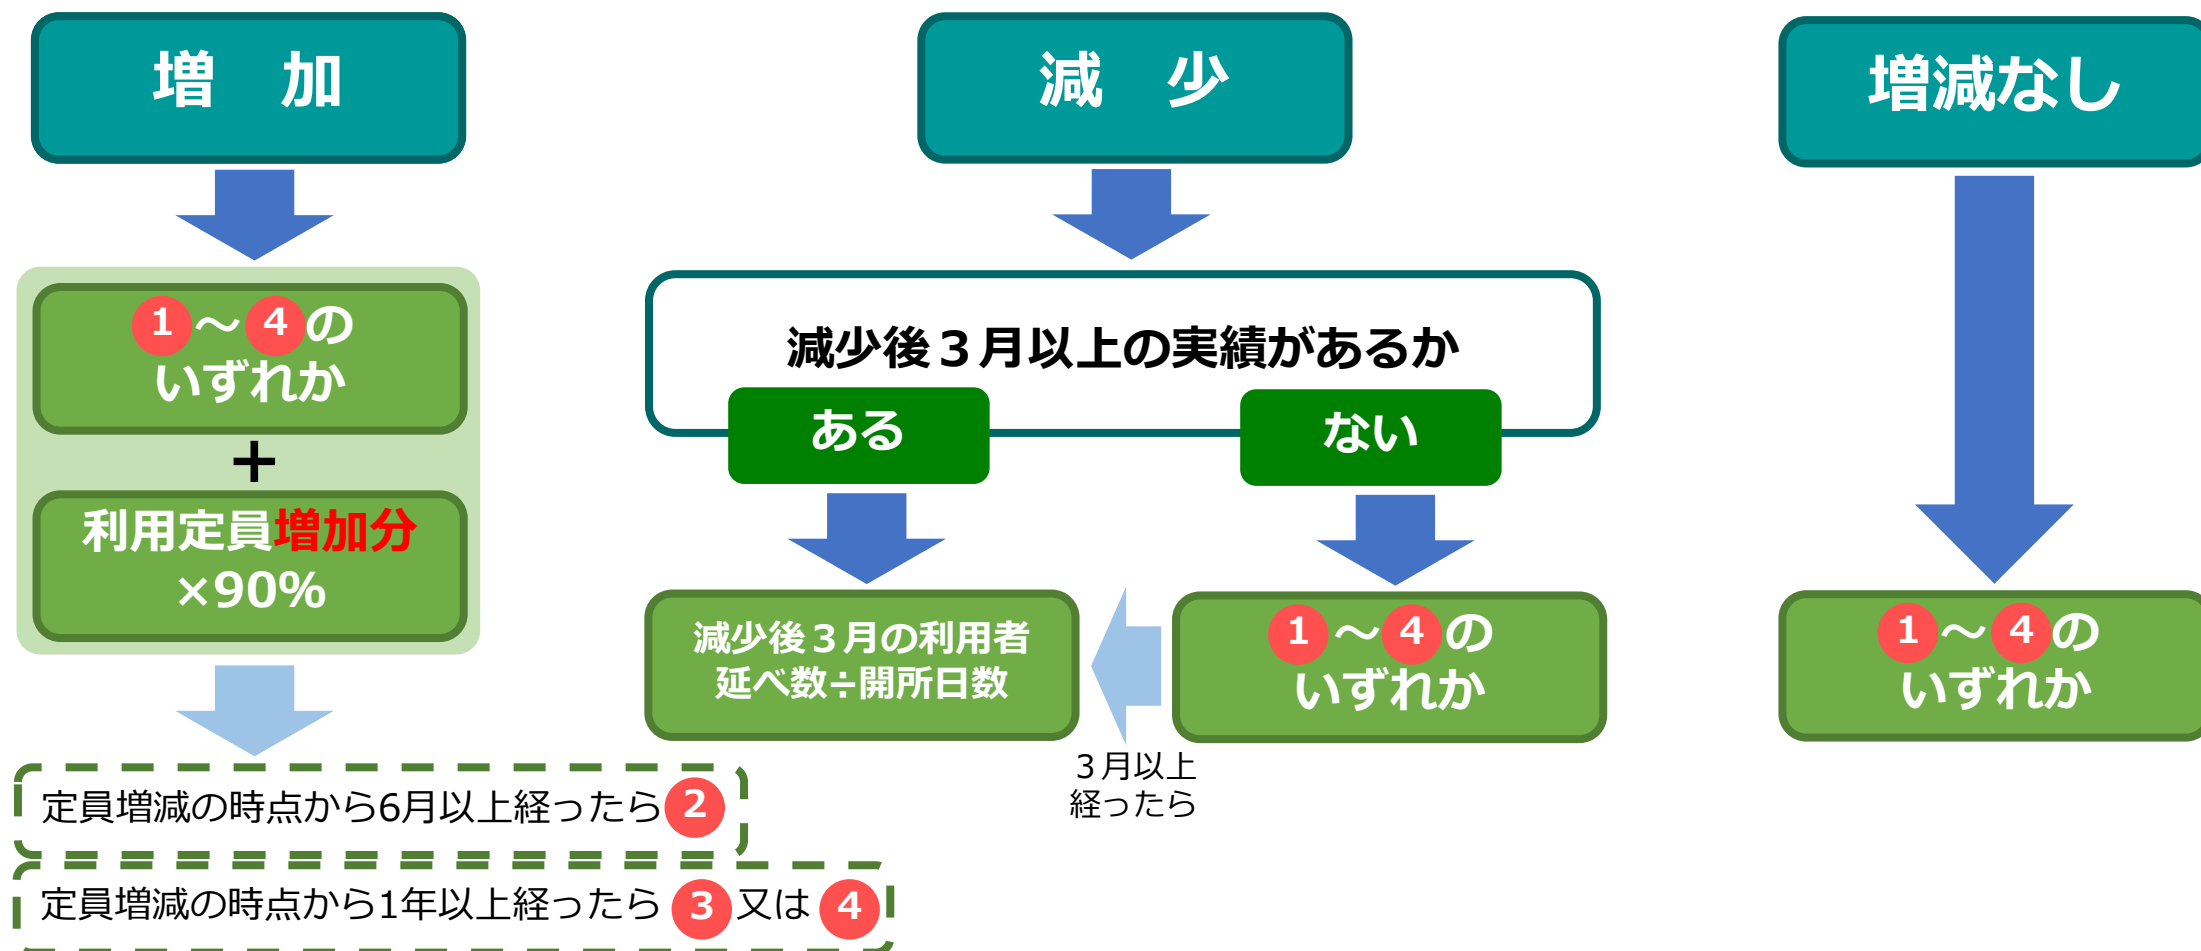 増　加
①～④の
いずれか
＋
利用定員増加分
×90%
定員増減の時点から6月以上経ったら②
定員増減の時点から1年以上経ったら③又は④
減　少
減少後３月以上の実績があるか
ある
ない
減少後３月の利用者
延べ数÷開所日数
①～④の
いずれか
３月以上
経ったら
増減なし
①～④の
いずれか